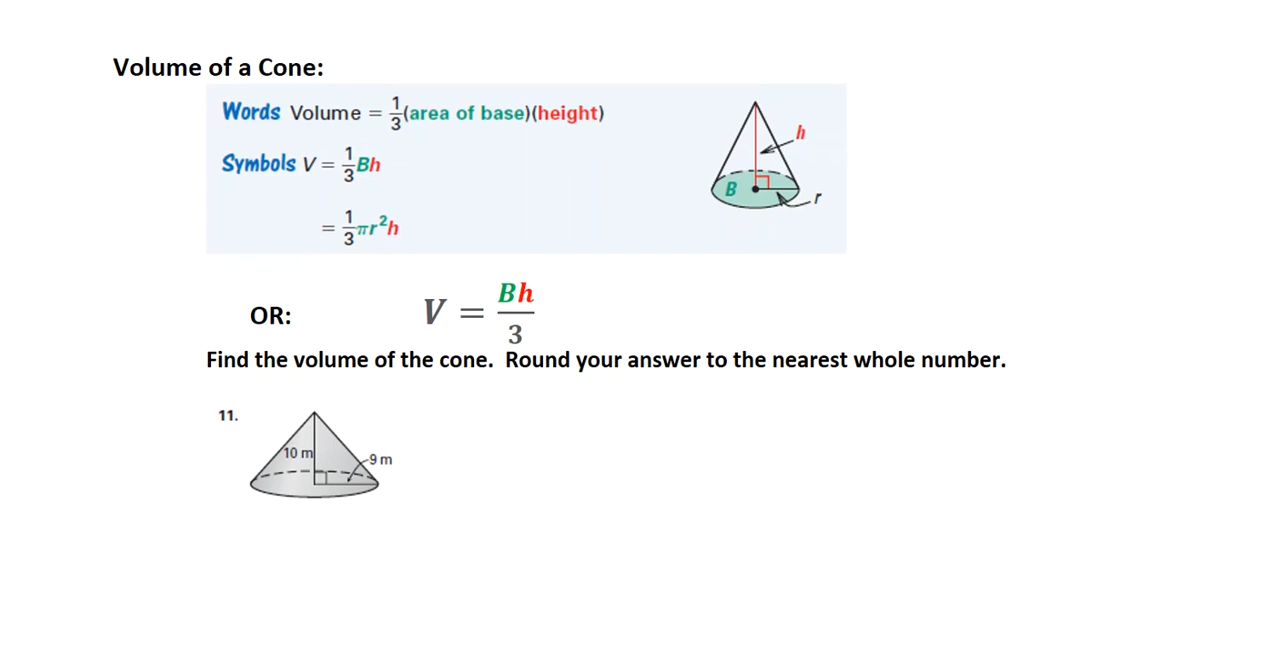 Volume of a Cone:
Words Volume = 1/3(area of base)(height)
Symbols V = 1/3Bh
= 1/3πr²h
h
B
r
OR: V = Bh/3
Find the volume of the cone. Round your answer to the nearest whole number.
11.
10 m
9 m